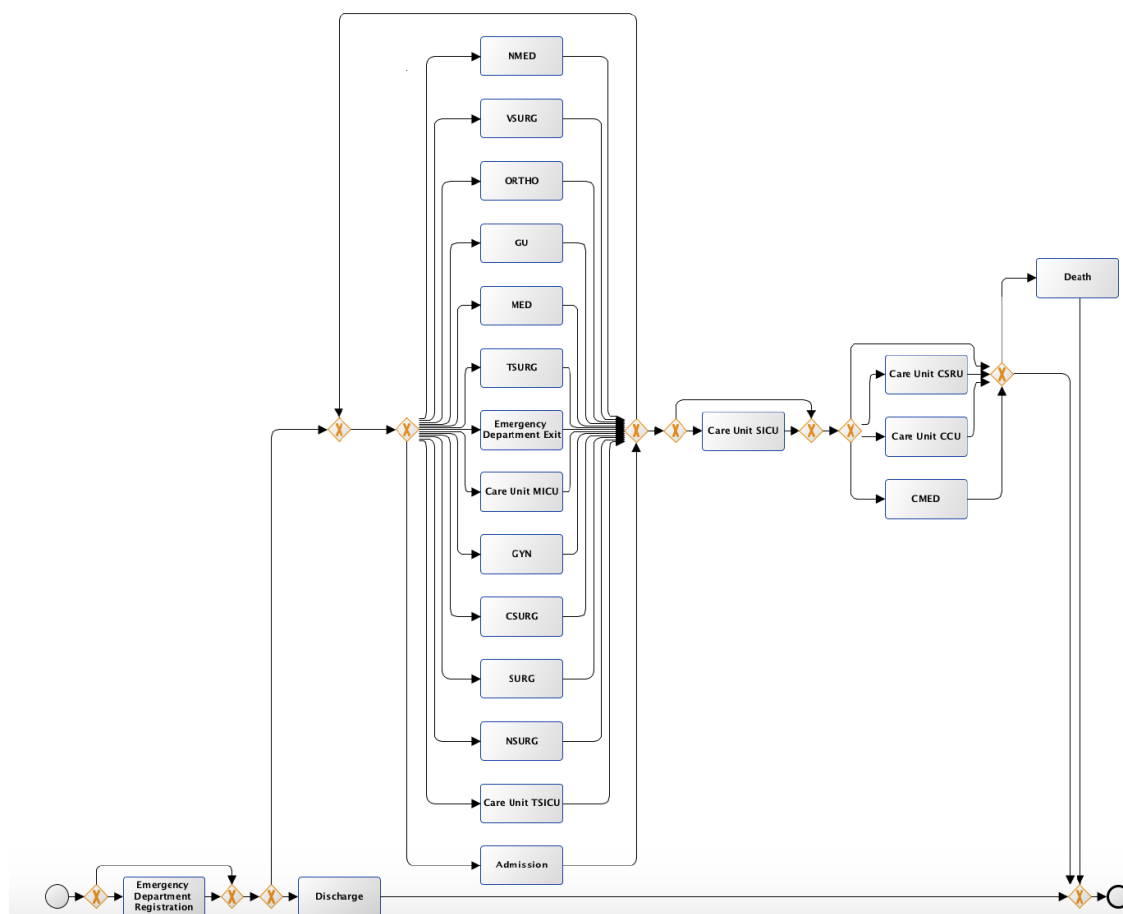 NMED
VSURG
ORTHO
GU
MED
TSURG
Emergency
Department Exit
Care Unit MICU
GYN
CSURG
SURG
NSURG
Care Unit TSICU
Admission
Care Unit SICU
Care Unit CSRU
Care Unit CCU
CMED
Death
Emergency
Department
Registration
Discharge